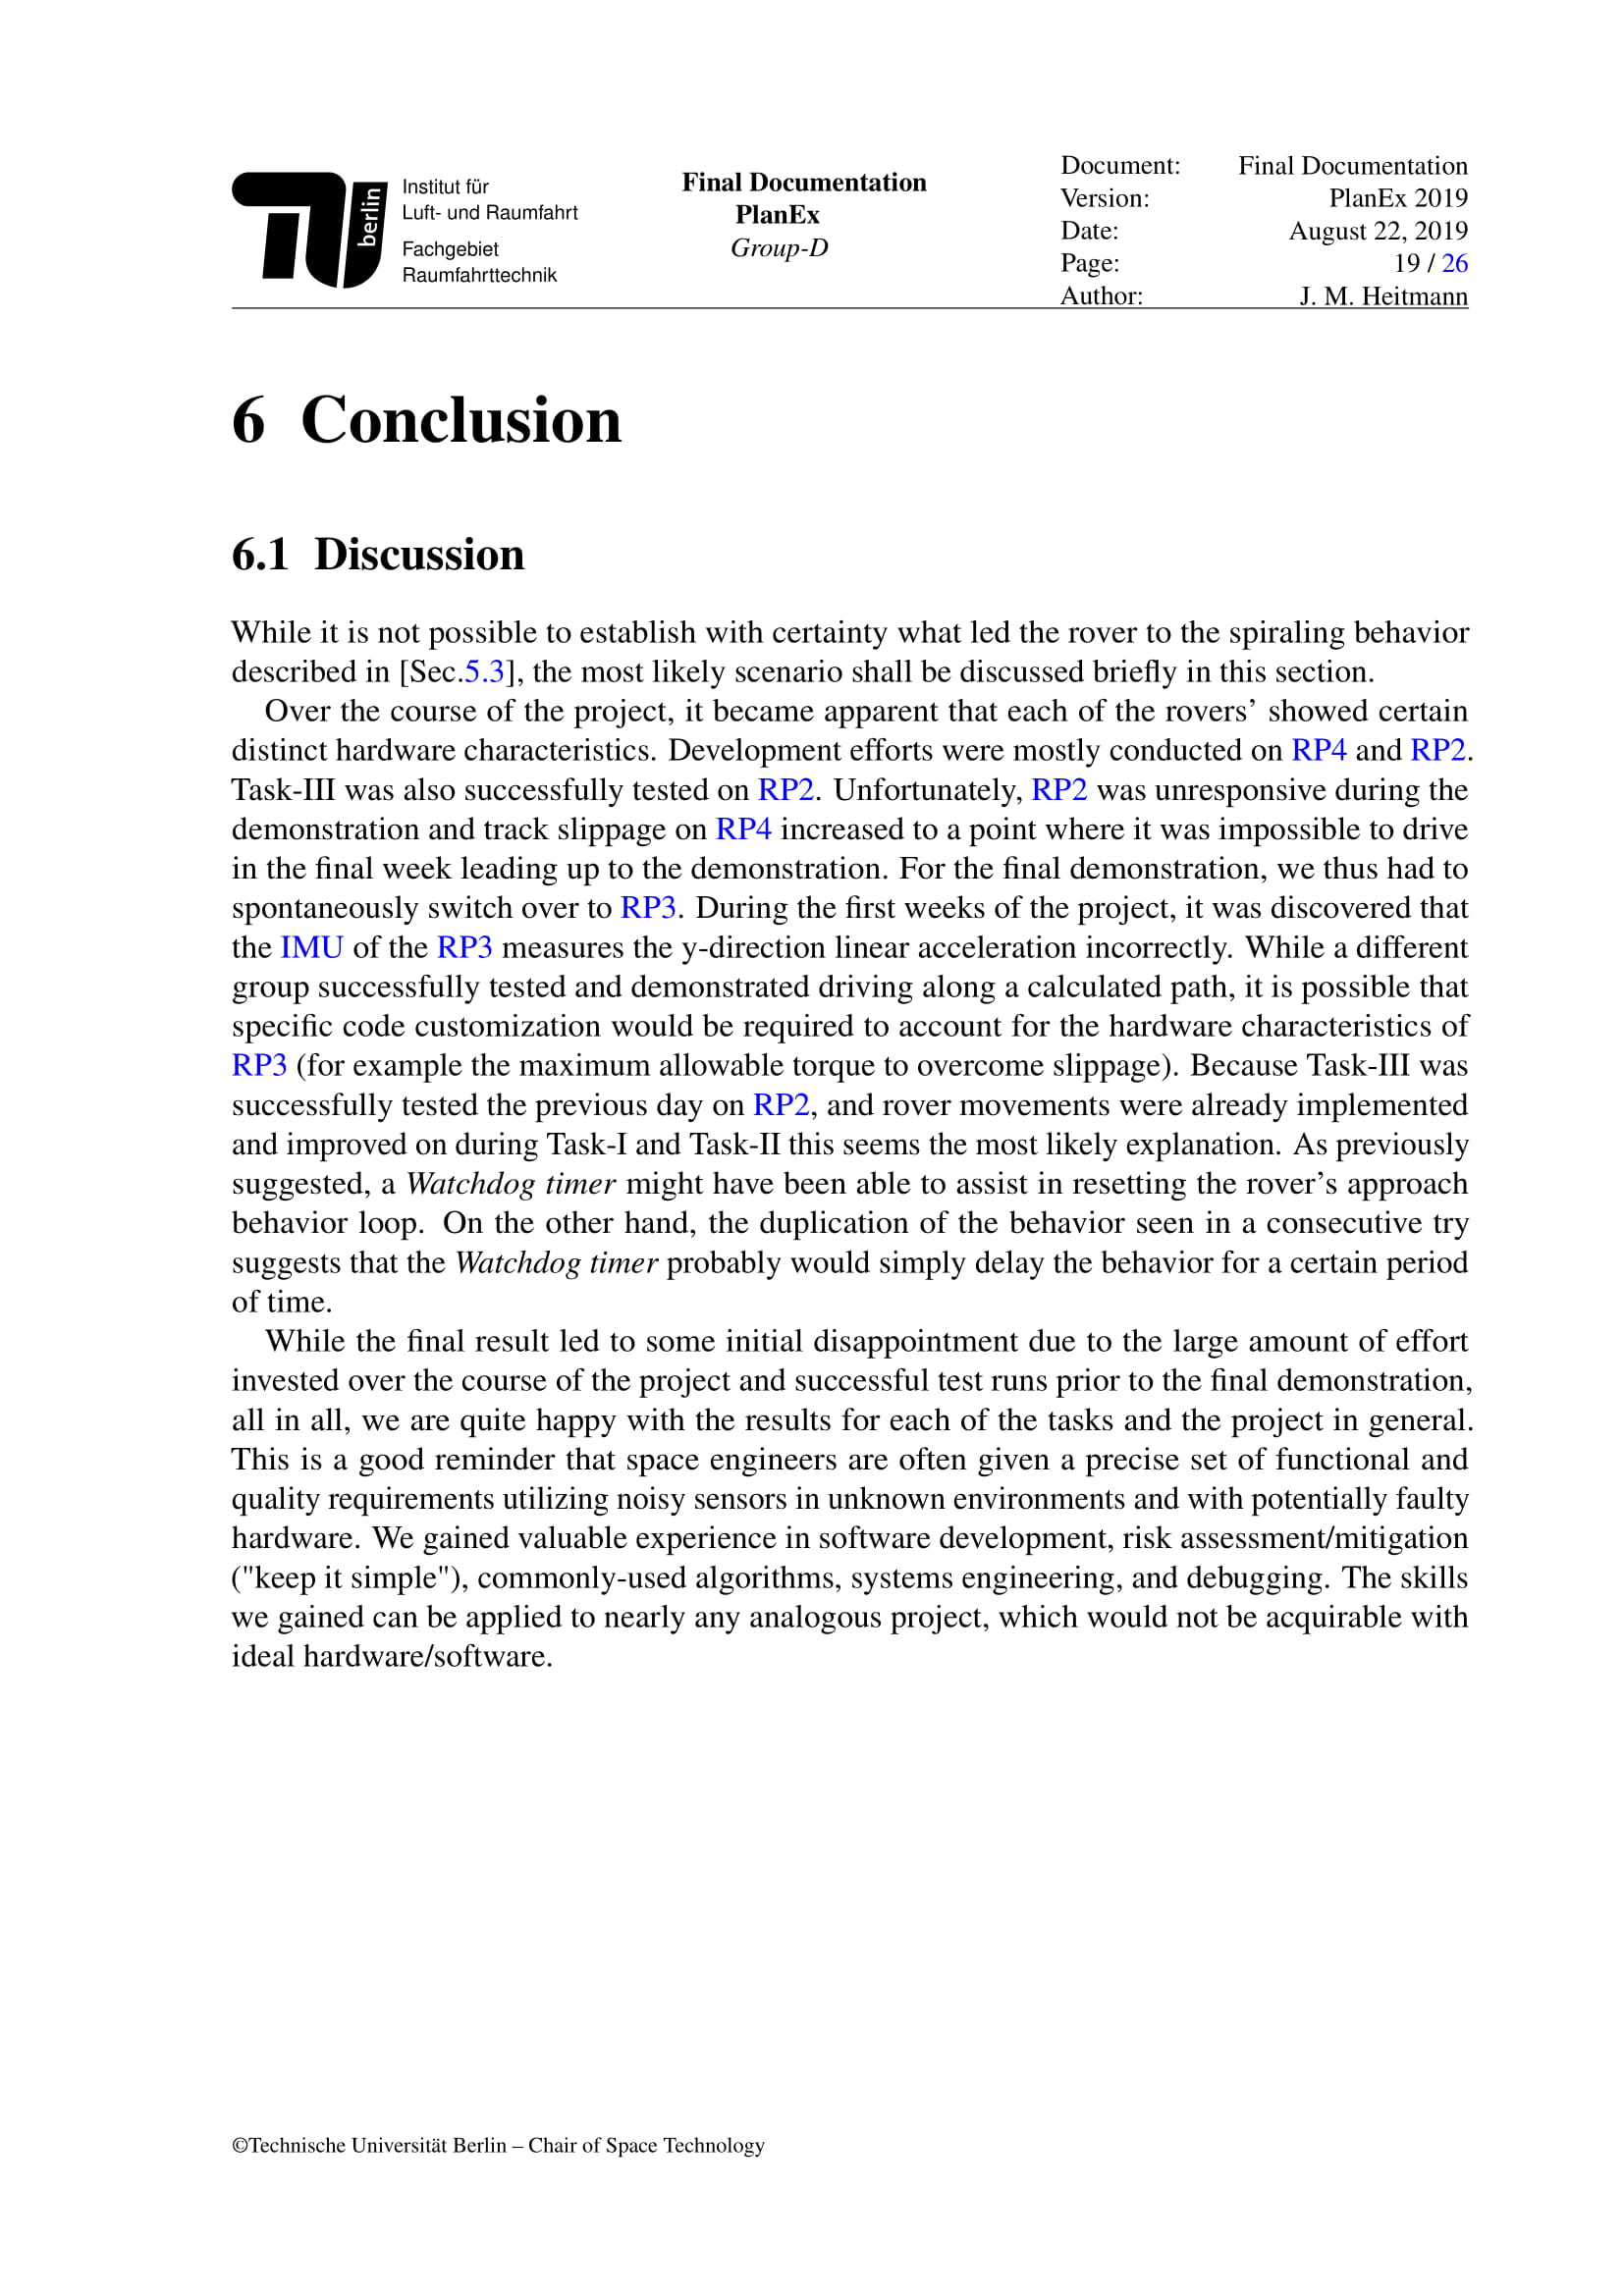 berlin
Institut für
Luft- und Raumfahrt
Fachgebiet
Raumfahrttechnik
Final Documentation
PlanEx
Group-D
Document: Final Documentation
Version: PlanEx 2019
Date: August 22, 2019
Page: 19 / 26
Author: J. M. Heitmann
6 Conclusion
6.1 Discussion
While it is not possible to establish with certainty what led the rover to the spiraling behavior
described in [Sec.5.3], the most likely scenario shall be discussed briefly in this section.
Over the course of the project, it became apparent that each of the rovers’ showed certain
distinct hardware characteristics. Development efforts were mostly conducted on RP4 and RP2.
Task-III was also successfully tested on RP2. Unfortunately, RP2 was unresponsive during the
demonstration and track slippage on RP4 increased to a point where it was impossible to drive
in the final week leading up to the demonstration. For the final demonstration, we thus had to
spontaneously switch over to RP3. During the first weeks of the project, it was discovered that
the IMU of the RP3 measures the y-direction linear acceleration incorrectly. While a different
group successfully tested and demonstrated driving along a calculated path, it is possible that
specific code customization would be required to account for the hardware characteristics of
RP3 (for example the maximum allowable torque to overcome slippage). Because Task-III was
successfully tested the previous day on RP2, and rover movements were already implemented
and improved on during Task-I and Task-II this seems the most likely explanation. As previously
suggested, a Watchdog timer might have been able to assist in resetting the rover’s approach
behavior loop. On the other hand, the duplication of the behavior seen in a consecutive try
suggests that the Watchdog timer probably would simply delay the behavior for a certain period
of time.
While the final result led to some initial disappointment due to the large amount of effort
invested over the course of the project and successful test runs prior to the final demonstration,
all in all, we are quite happy with the results for each of the tasks and the project in general.
This is a good reminder that space engineers are often given a precise set of functional and
quality requirements utilizing noisy sensors in unknown environments and with potentially faulty
hardware. We gained valuable experience in software development, risk assessment/mitigation
("keep it simple"), commonly-used algorithms, systems engineering, and debugging. The skills
we gained can be applied to nearly any analogous project, which would not be acquirable with
ideal hardware/software.
©Technische Universität Berlin – Chair of Space Technology